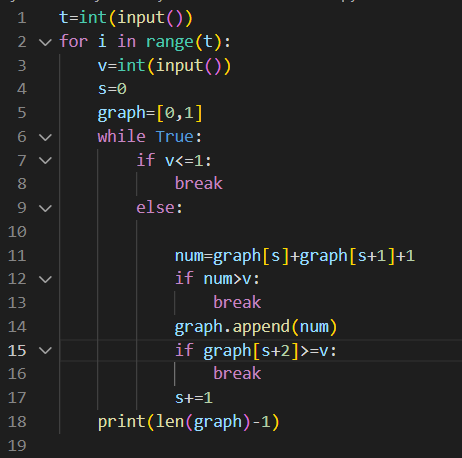 1 t=int(input())
2 for i in range(t):
3     v=int(input())
4     s=0
5     graph=[0,1]
6     while True:
7         if v<=1:
8             break
9         else:
10
11             num=graph[s]+graph[s+1]+1
12             if num>v:
13                 break
14             graph.append(num)
15             if graph[s+2]>=v:
16                 break
17             s+=1
18     print(len(graph)-1)
19